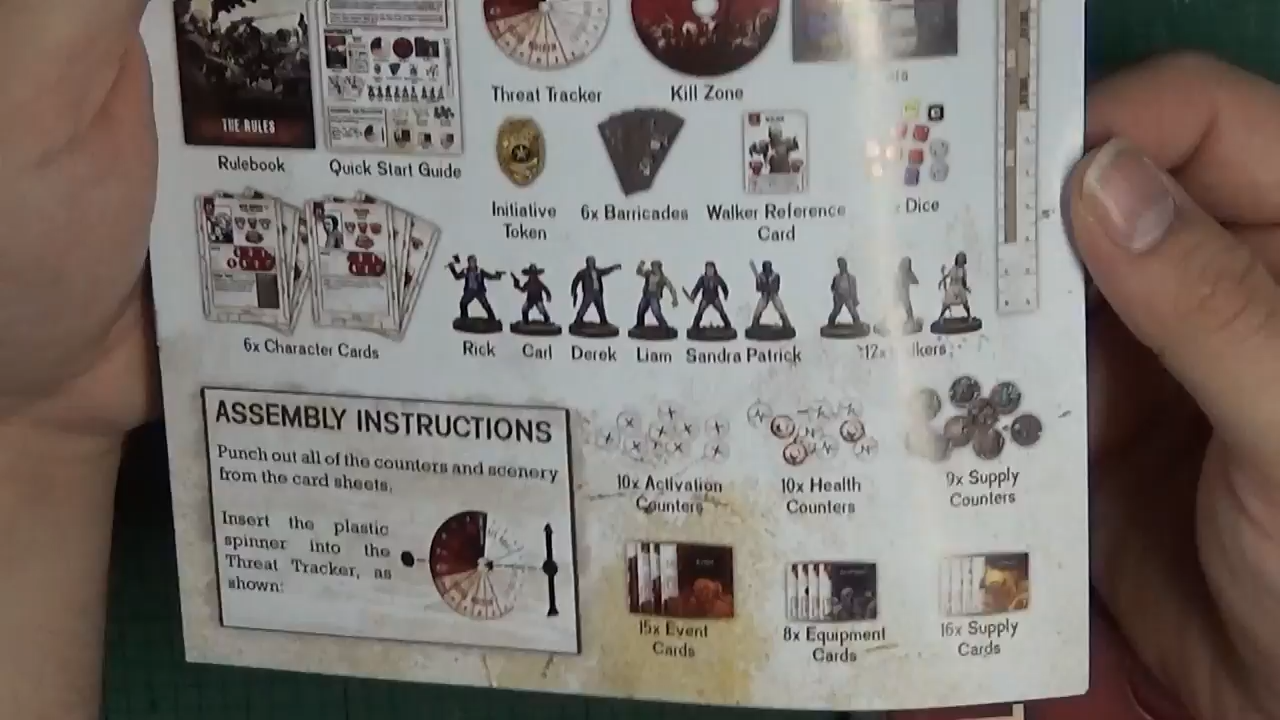 THE RULES
Rulebook
Quick Start Guide
Threat Tracker
Kill Zone
Initiative
Token
6x Barricades
Walker Reference
Card
Dice
6x Character Cards
Rick
Carl
Derek
Liam
Sandra
Patrick
12x
ASSEMBLY INSTRUCTIONS
Punch out all of the counters and scenery
from the card sheets.
Insert the plastic
spinner into the
Threat Tracker, as
shown:
10x Activation
Counters
10x Health
Counters
9x Supply
Counters
15x Event
Cards
8x Equipment
Cards
16x Supply
Cards